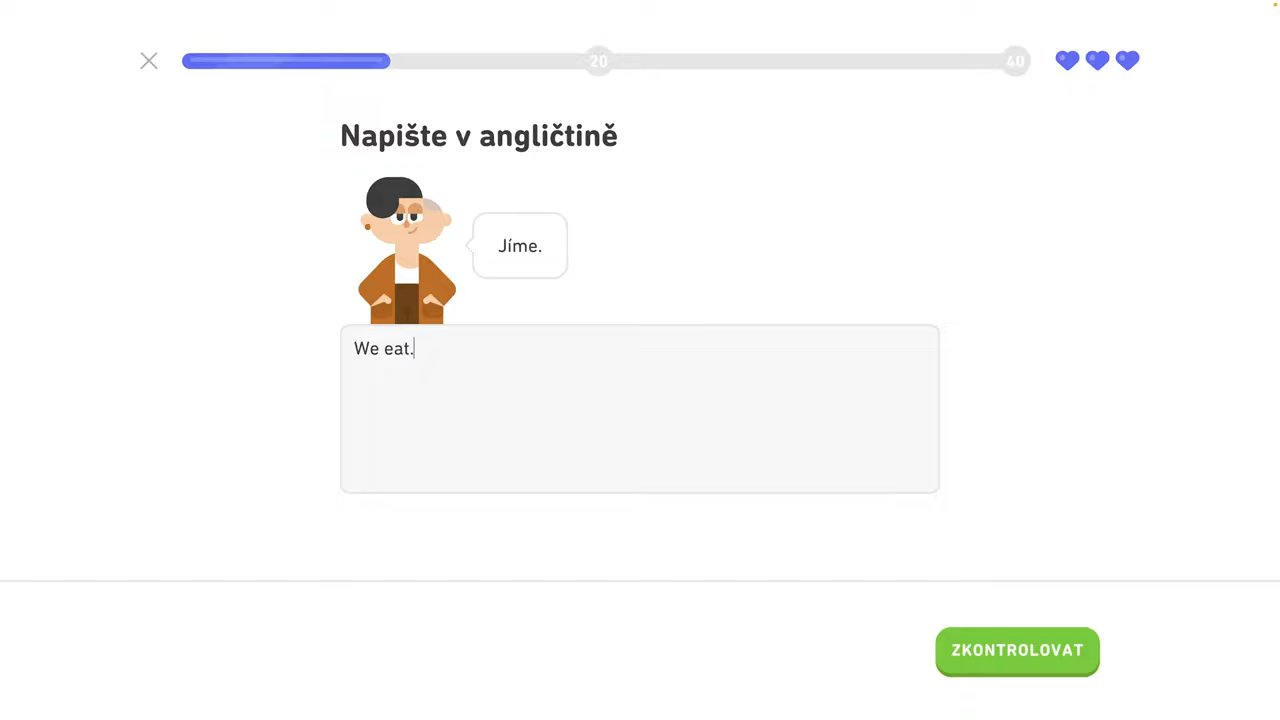 20
40
Napište v angličtině
Jíme.
We eat.
ZKONTROLOVAT